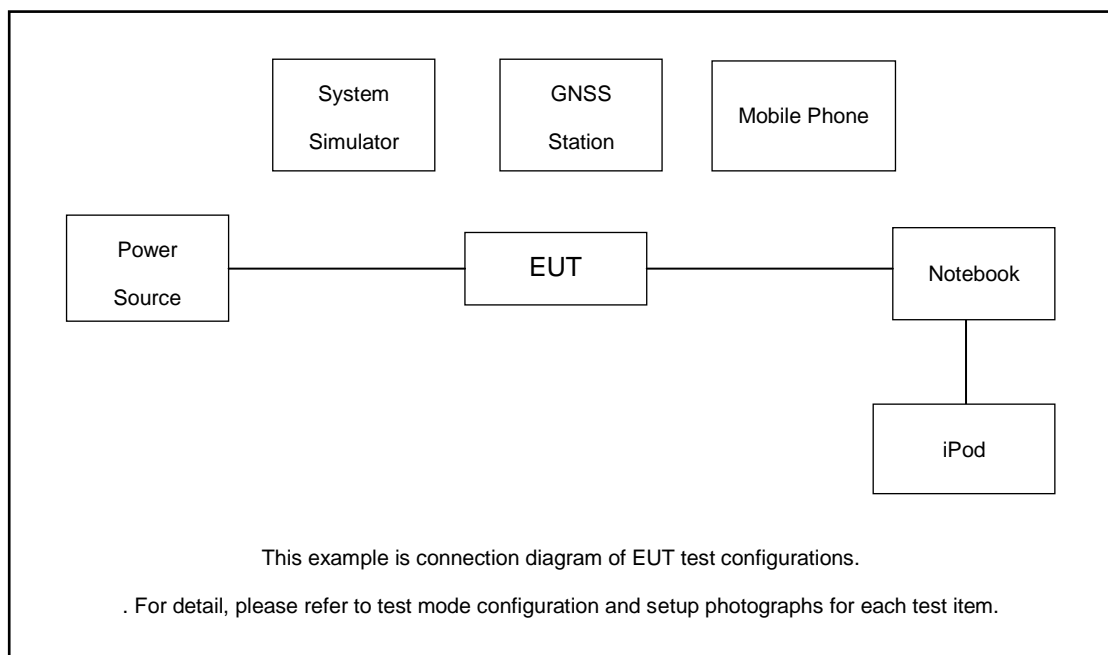 System
Simulator
GNSS
Station
Mobile Phone
Power
Source
EUT
Notebook
iPod
This example is connection diagram of EUT test configurations.
. For detail, please refer to test mode configuration and setup photographs for each test item.